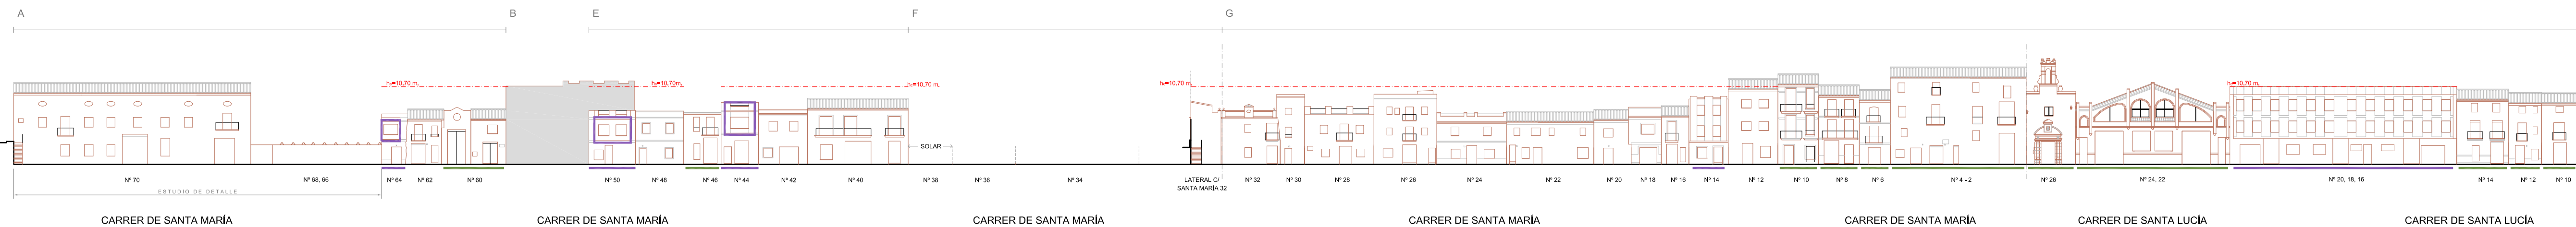 A B E F G
h=10,70 m. h=10,70m. h=10,70 m. h=10,70 m. h=10,70 m.
SOLAR
Nº 70 Nº 68, 66 Nº 64 Nº 62 Nº 60 Nº 50 Nº 48 Nº 46 Nº 44 Nº 42 Nº 40 Nº 38 Nº 36 Nº 34 LATERAL C/ Nº 32 Nº 30 Nº 28 Nº 26 Nº 24 Nº 22 Nº 20 Nº 18 Nº 16 Nº 14 Nº 12 Nº 10 Nº 8 Nº 6 Nº 4 - 2 Nº 26 Nº 24, 22 Nº 20, 18, 16 Nº 14 Nº 12 Nº 10
SANTA MARÍA 32
ESTUDIO DE DETALLE
CARRER DE SANTA MARÍA CARRER DE SANTA MARÍA CARRER DE SANTA MARÍA CARRER DE SANTA MARÍA CARRER DE SANTA MARÍA CARRER DE SANTA LUCÍA CARRER DE SANTA LUCÍA